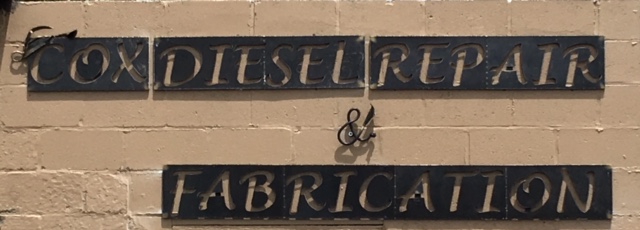 COX DIESEL REPAIR
&
FABRICATION